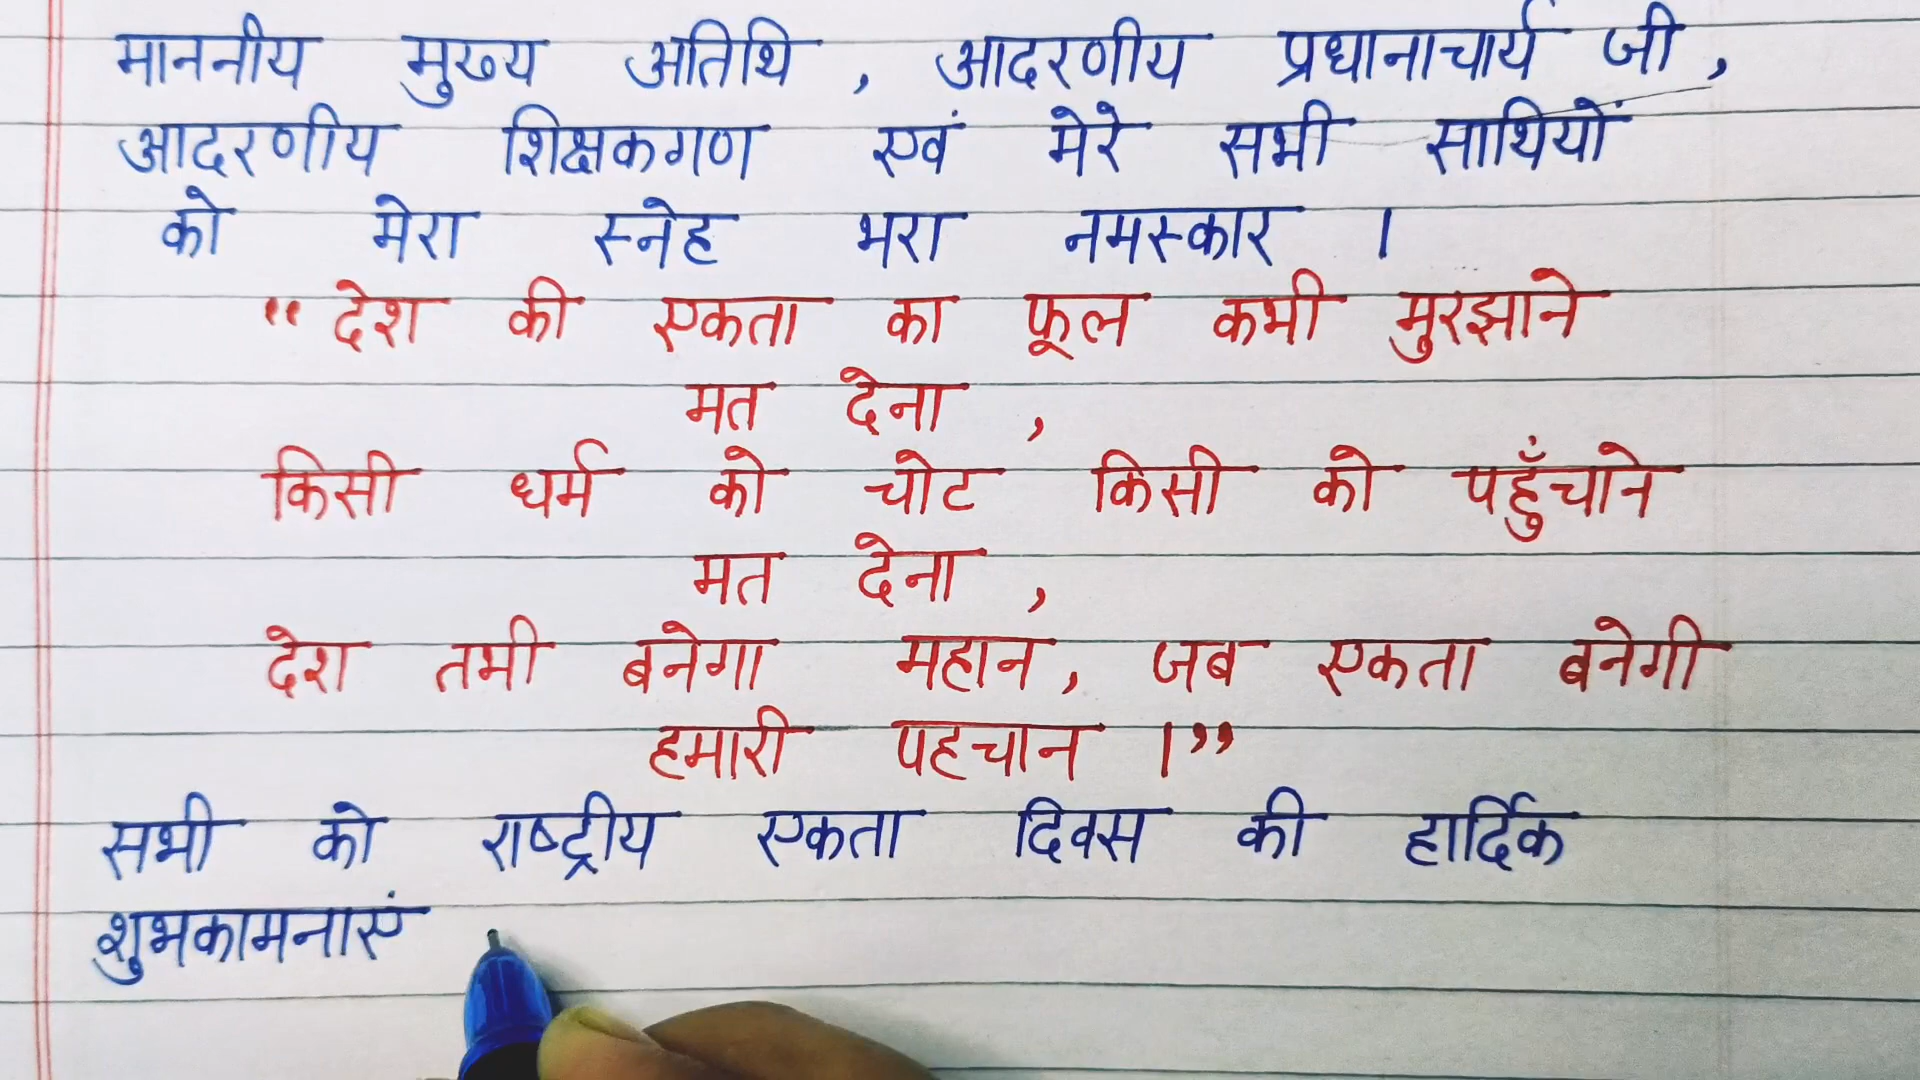 माननीय मुख्य अतिथि, आदरणीय प्रधानाचार्य जी,
आदरणीय शिक्षकगण एवं मेरे सभी साथियों
को मेरा स्नेह भरा नमस्कार।
"देश की एकता का फूल कभी मुरझाने
मत देना,
किसी धर्म को चोट किसी को पहुँचाने
मत देना,
देश तभी बनेगा महान, जब एकता बनेगी
हमारी पहचान।"
सभी को राष्ट्रीय एकता दिवस की हार्दिक
शुभकामनाएं